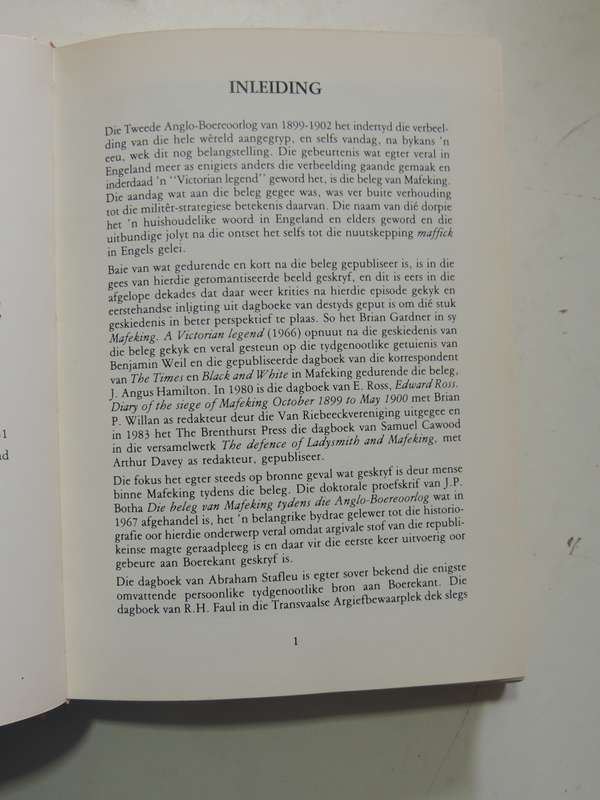 INLEIDING
Die Tweede Anglo-Boereoorlog van 1899-1902 het indertyd die verbeel-
ding van die hele wêreld aangegryp, en selfs vandag, na bykans 'n
eeu, wek dit nog belangstelling. Die gebeurtenis wat egter veral in
Engeland meer as enigiets anders die verbeelding gaande gemaak en
inderdaad 'n "Victorian legend" geword het, is die beleg van Mafeking.
Die aandag wat aan die beleg gegee was, was ver buite verhouding
tot die militêr-strategiese betekenis daarvan. Die naam van dié dorpie
het 'n huishoudelike woord in Engeland en elders geword en die
uitbundige jolyt na die ontset het selfs tot die nuutskepping maffick
in Engels gelei.
Baie van wat gedurende en kort na die beleg gepubliseer is, is in die
gees van hierdie geromantiseerde beeld geskryf, en dit is eers in die
afgelope dekades dat daar weer krities na hierdie episode gekyk en
eerstehandse inligting uit dagboeke van destyds geput is om dié stuk
geskiedenis in beter perspektief te plaas. So het Brian Gardner in sy
Mafeking. A Victorian legend (1966) opnuut na die geskiedenis van
die beleg gekyk en veral gesteun op die tydgenootlike getuienis van
Benjamin Weil en die gepubliseerde dagboek van die korrespondent
van The Times en Black and White in Mafeking gedurende die beleg,
J. Angus Hamilton. In 1980 is die dagboek van E. Ross, Edward Ross.
Diary of the siege of Mafeking October 1899 to May 1900 met Brian
P. Willan as redakteur deur die Van Riebeeckvereniging uitgegee en
in 1983 het The Brenthurst Press die dagboek van Samuel Cawood
in die versamelwerk The defence of Ladysmith and Mafeking, met
Arthur Davey as redakteur, gepubliseer.
Die fokus het egter steeds op bronne geval wat geskryf is deur mense
binne Mafeking tydens die beleg. Die doktorale proefskrif van J.P.
Botha Die beleg van Mafeking tydens die Anglo-Boereoorlog wat in
1967 afgehandel is, het 'n belangrike bydrae gelewer tot die historio-
grafie oor hierdie onderwerp veral omdat argivale stof van die republi-
keinse magte geraadpleeg is en daar vir die eerste keer uitvoerig oor
gebeure aan Boerekant geskryf is.
Die dagboek van Abraham Stafleu is egter sover bekend die enigste
omvattende persoonlike tydgenootlike bron aan Boerekant. Die
dagboek van R.H. Faul in die Transvaalse Argiefbewaarplek dek slegs
1